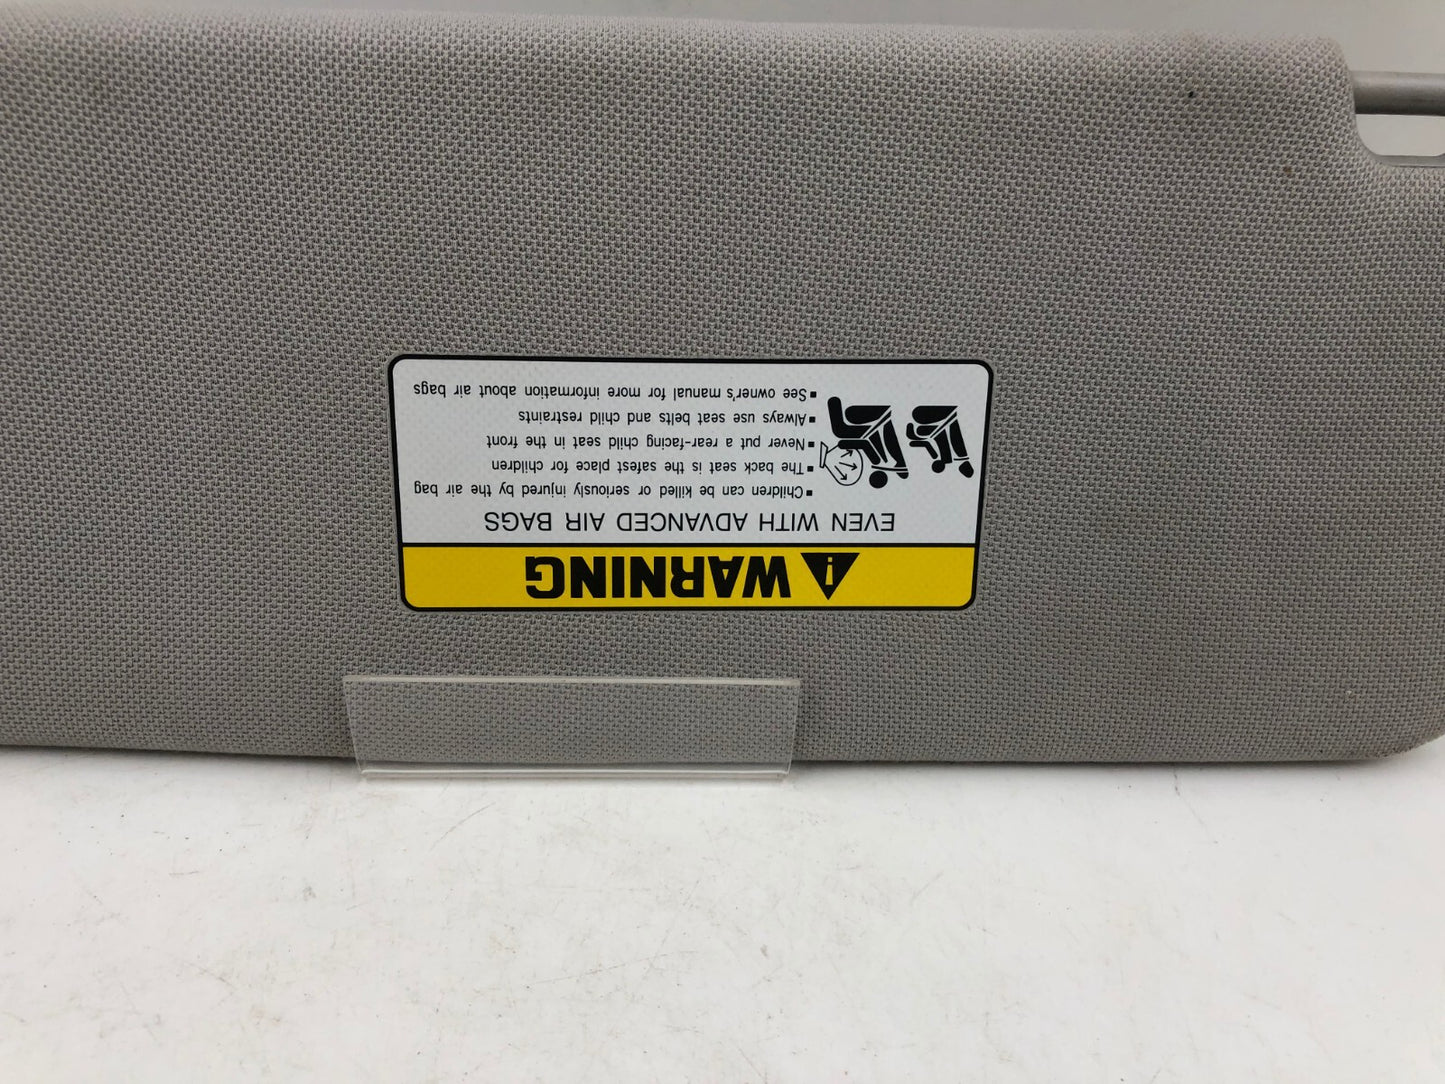 WARNING
EVEN WITH ADVANCED AIR BAGS
▪ Children can be killed or seriously injured by the air bag
▪ The back seat is the safest place for children
▪ Never put a rear-facing child seat in the front
▪ Always use seat belts and child restraints
▪ See owner's manual for more information about air bags